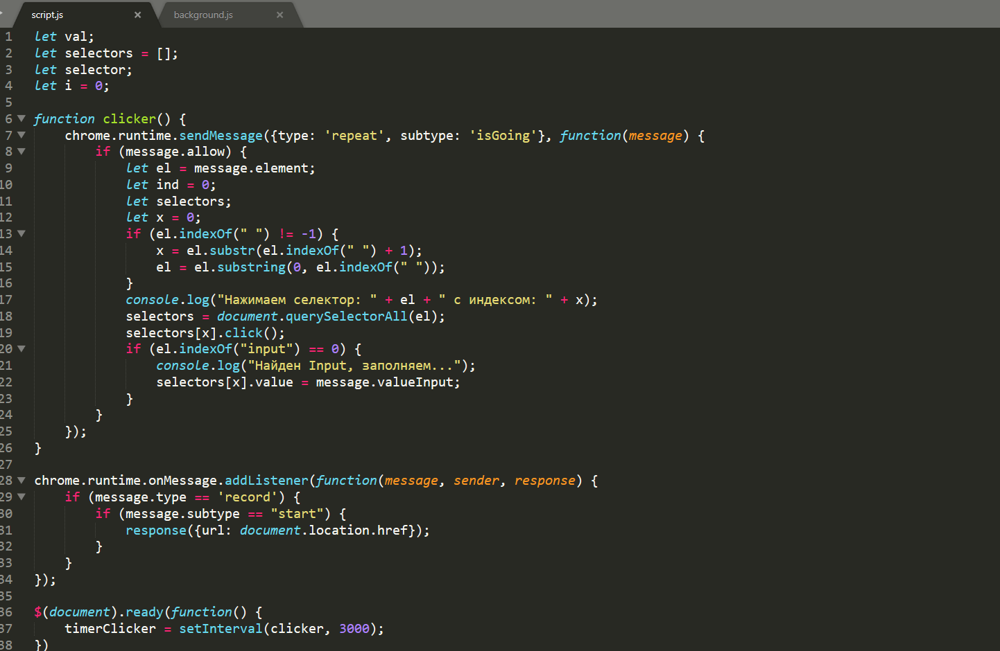 script.js × background.js ×
1 let val;
2 let selectors = [];
3 let selector;
4 let i = 0;
5
6 function clicker() {
7 chrome.runtime.sendMessage({type: 'repeat', subtype: 'isGoing'}, function(message) {
8 if (message.allow) {
9 let el = message.element;
10 let ind = 0;
11 let selectors;
12 let x = 0;
13 if (el.indexOf(" ") != -1) {
14 x = el.substr(el.indexOf(" ") + 1);
15 el = el.substring(0, el.indexOf(" "));
16 }
17 console.log("Нажимаем селектор: " + el + " с индексом: " + x);
18 selectors = document.querySelectorAll(el);
19 selectors[x].click();
20 if (el.indexOf("input") == 0) {
21 console.log("Найден Input, заполняем...");
22 selectors[x].value = message.valueInput;
23 }
24 }
25 });
26 }
27
28 chrome.runtime.onMessage.addListener(function(message, sender, response) {
29 if (message.type == 'record') {
30 if (message.subtype == "start") {
31 response({url: document.location.href});
32 }
33 }
34 });
35
36 $(document).ready(function() {
37 timerClicker = setInterval(clicker, 3000);
38 })